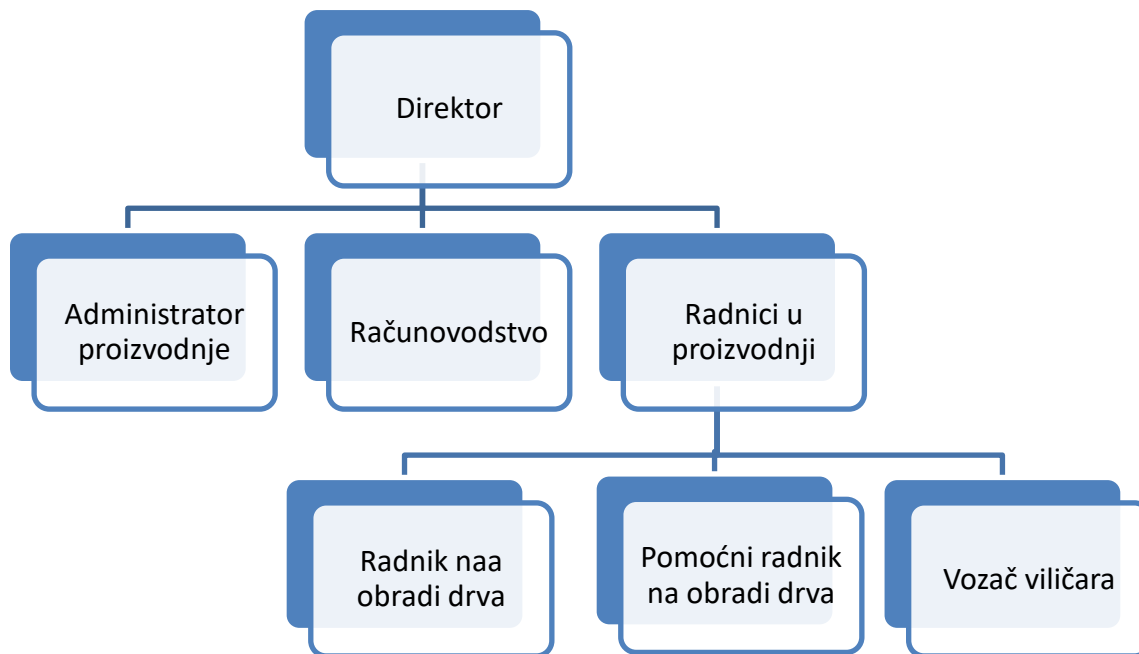 Direktor
Administrator
proizvodnje
Računovodstvo
Radnici u
proizvodnji
Radnik naa
obradi drva
Pomoćni radnik
na obradi drva
Vozač viličara